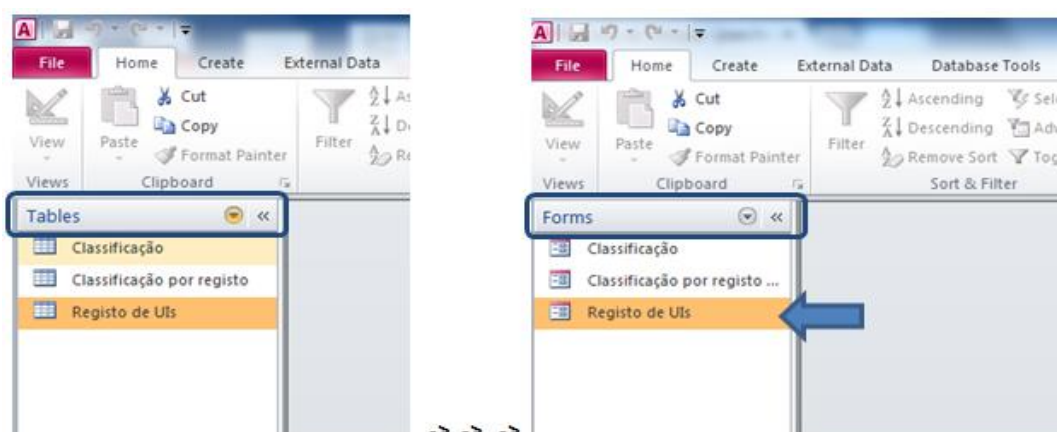 A
File Home Create External Data
Cut
Copy
Format Painter
View
Paste
Filter
Views Clipboard
Tables
Classificação
Classificação por registo
Registo de UIs
A
File Home Create External Data Database Tools
Cut
Copy
Format Painter
View
Paste
Filter
Ascending
Descending
Remove Sort
Views Clipboard Sort & Filter
Forms
Classificação
Classificação por registo ...
Registo de UIs